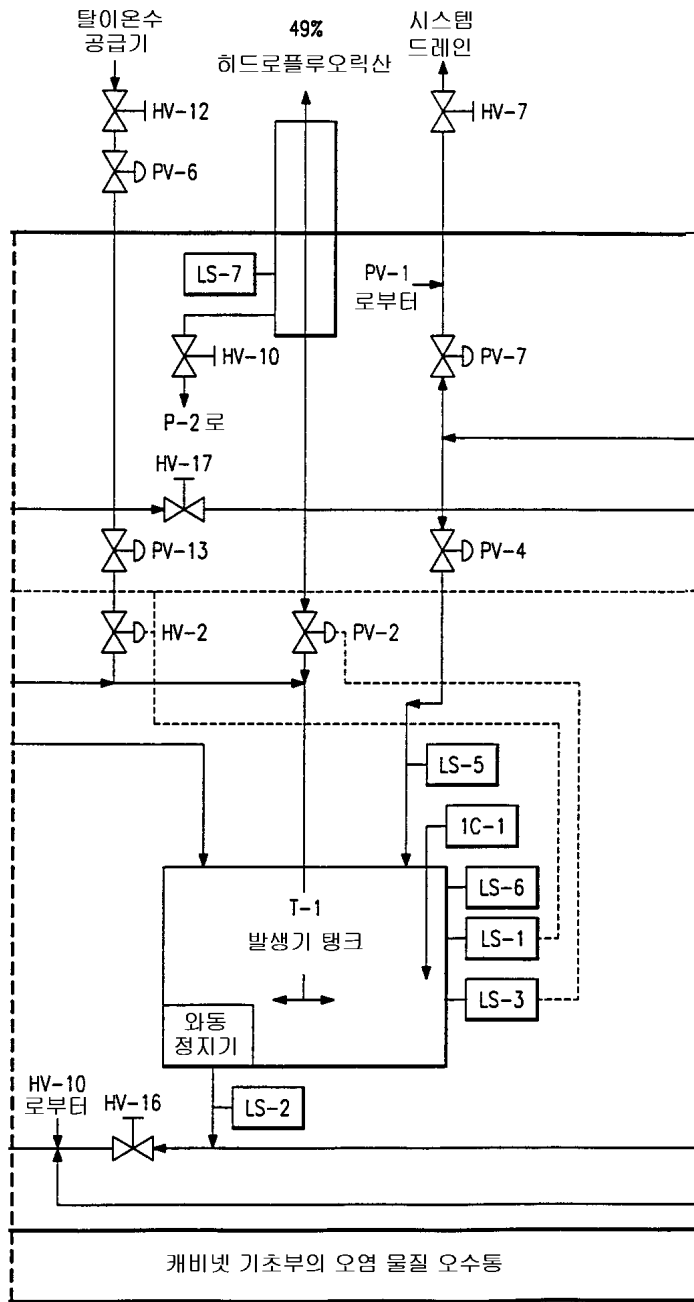 탈이온수
공급기
49%
히드로플루오릭산
시스템
드레인
HV-12
HV-7
PV-6
LS-7
PV-1
로부터
HV-10
PV-7
P-2 로
HV-17
PV-13
PV-4
HV-2
PV-2
LS-5
1C-1
LS-6
T-1
발생기 탱크
LS-1
LS-3
와동
정지기
HV-10
로부터
HV-16
LS-2
캐비넷 기초부의 오염 물질 오수통